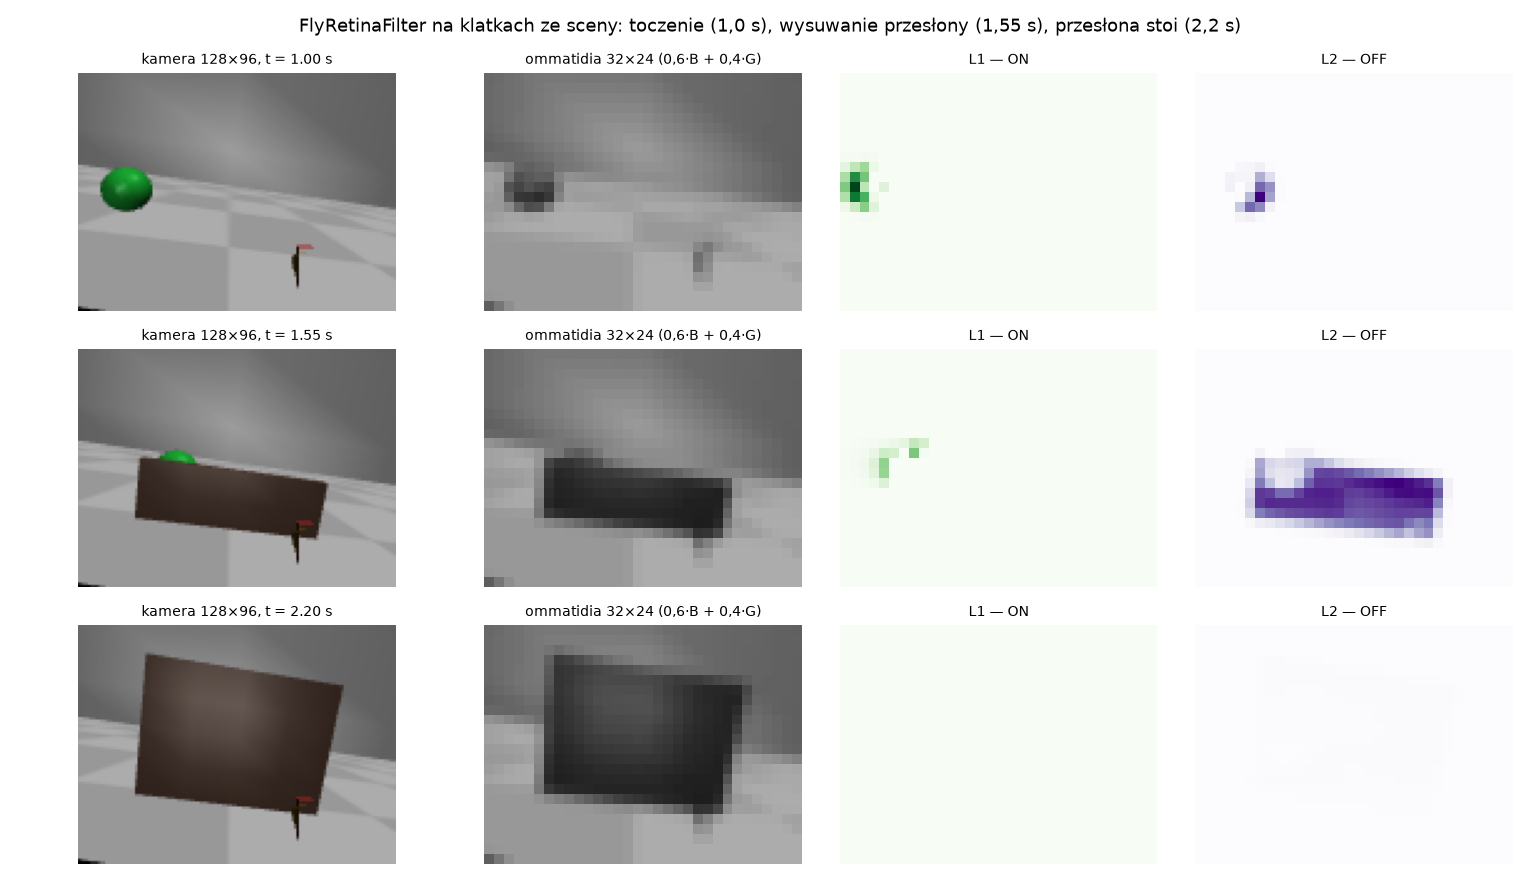 FlyRetinaFilter na klatkach ze sceny: toczenie (1,0 s), wysuwanie przesłony (1,55 s), przesłona stoi (2,2 s)
kamera 128×96, t = 1.00 s
ommatidia 32×24 (0,6·B + 0,4·G)
L1 — ON
L2 — OFF
kamera 128×96, t = 1.55 s
ommatidia 32×24 (0,6·B + 0,4·G)
L1 — ON
L2 — OFF
kamera 128×96, t = 2.20 s
ommatidia 32×24 (0,6·B + 0,4·G)
L1 — ON
L2 — OFF